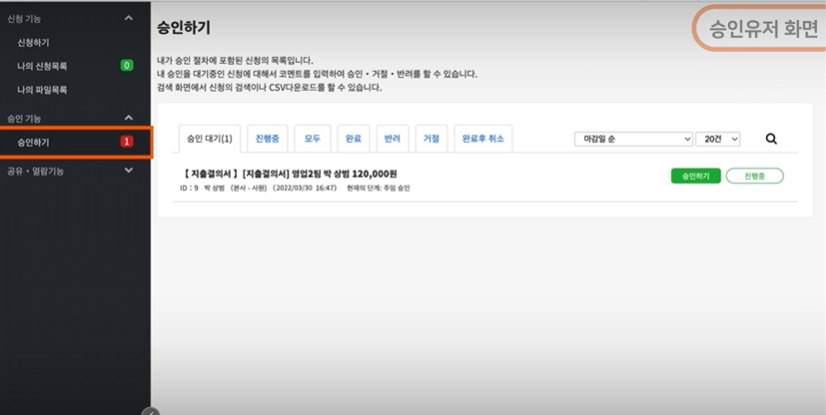 신청 기능
신청하기
나의 신청목록 0
나의 파일목록
승인 기능
승인하기 1
공유・열람기능
승인하기
승인유저 화면
내가 승인 절차에 포함된 신청의 목록입니다.
내 승인을 대기중인 신청에 대해서 코멘트를 입력하여 승인・거절・반려를 할 수 있습니다.
검색 화면에서 신청의 검색이나 CSV다운로드를 할 수 있습니다.
승인 대기(1) 진행중 모두 완료 반려 거절 완료후 취소 마감일 순 20건
【 지출결의서 】 [지출결의서] 영업2팀 박 상범 120,000원
ID : 9 박 상범 (본사 - 사원) (2022/03/30 16:47) 현재의 단계: 주임 승인
승인하기 진행중